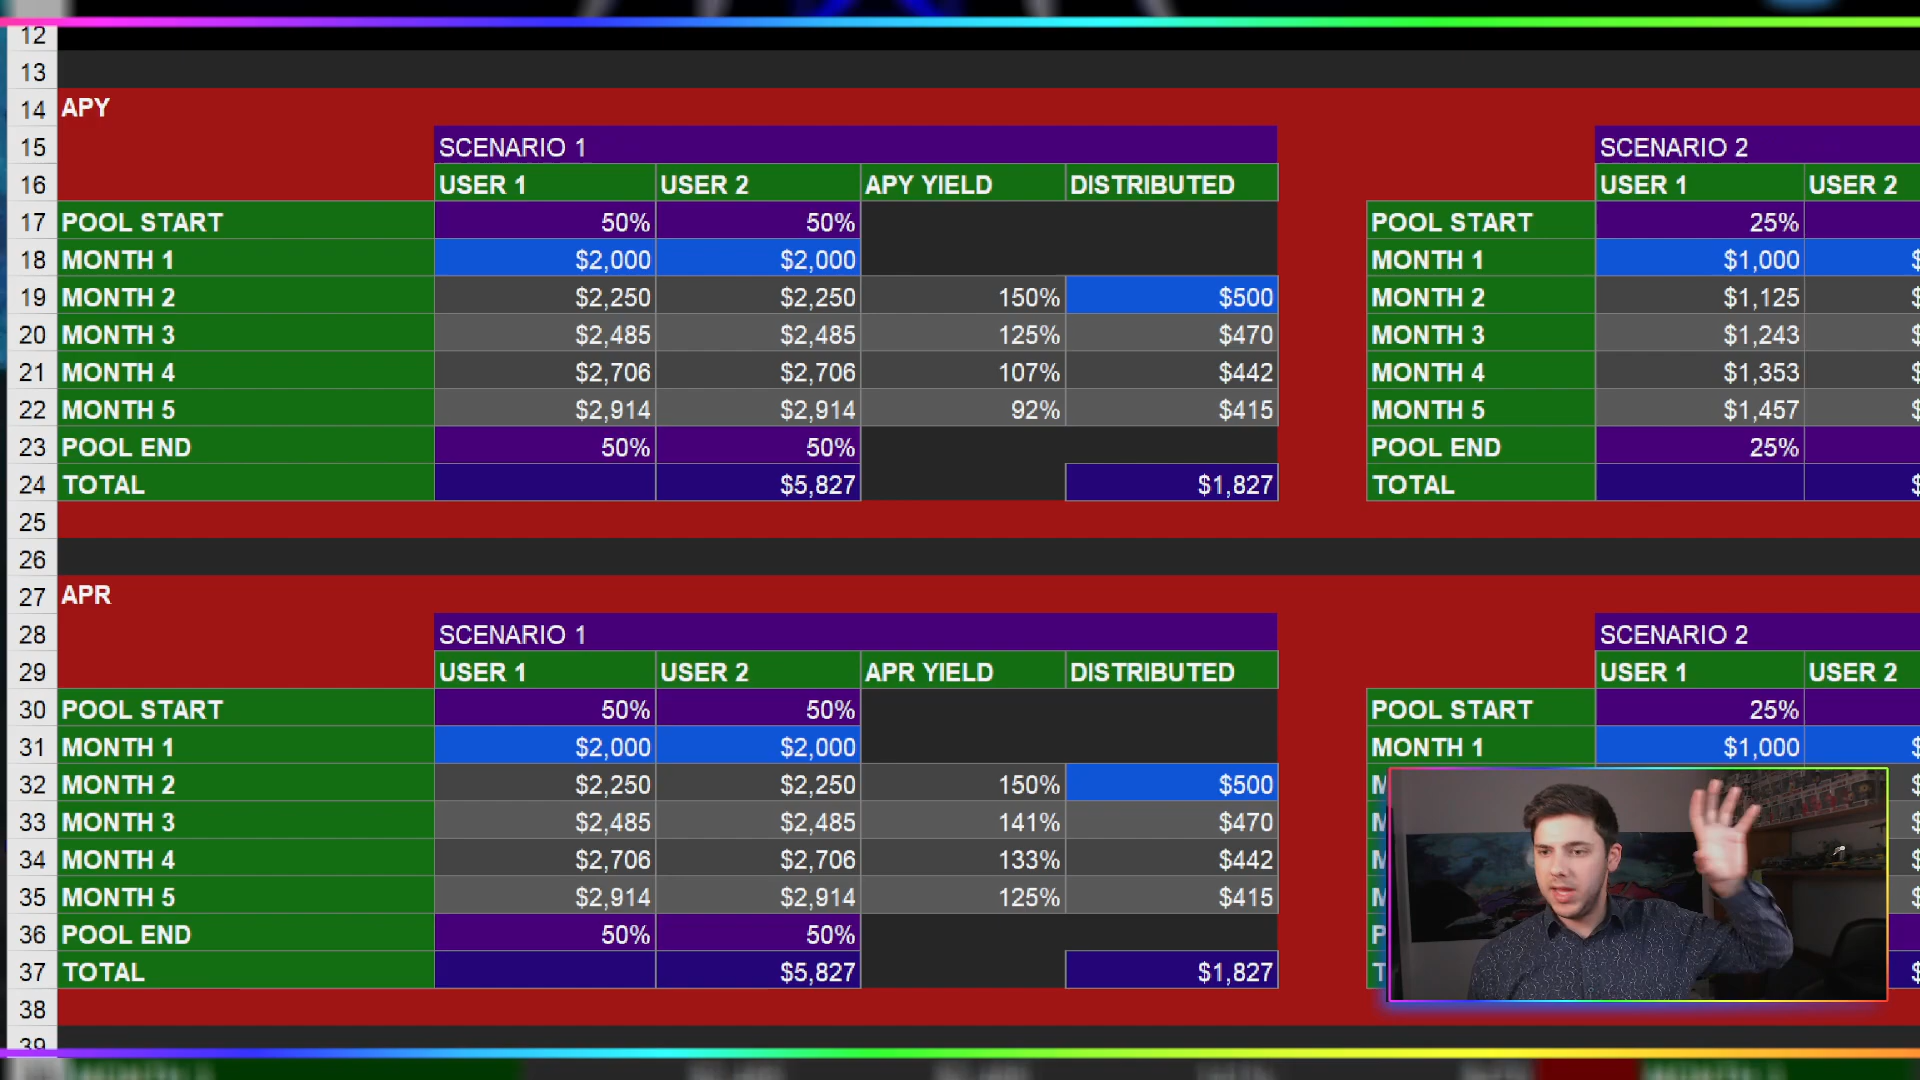 12
13
14 APY
15 SCENARIO 1 SCENARIO 2
16 USER 1 USER 2 APY YIELD DISTRIBUTED USER 1 USER 2
17 POOL START 50% 50% POOL START 25%
18 MONTH 1 $2,000 $2,000 MONTH 1 $1,000 $
19 MONTH 2 $2,250 $2,250 150% $500 MONTH 2 $1,125 $
20 MONTH 3 $2,485 $2,485 125% $470 MONTH 3 $1,243 $
21 MONTH 4 $2,706 $2,706 107% $442 MONTH 4 $1,353 $
22 MONTH 5 $2,914 $2,914 92% $415 MONTH 5 $1,457 $
23 POOL END 50% 50% POOL END 25%
24 TOTAL $5,827 $1,827 TOTAL $
25
26
27 APR
28 SCENARIO 1 SCENARIO 2
29 USER 1 USER 2 APR YIELD DISTRIBUTED USER 1 USER 2
30 POOL START 50% 50% POOL START 25%
31 MONTH 1 $2,000 $2,000 MONTH 1 $1,000 $
32 MONTH 2 $2,250 $2,250 150% $500 $
33 MONTH 3 $2,485 $2,485 141% $470 $
34 MONTH 4 $2,706 $2,706 133% $442 $
35 MONTH 5 $2,914 $2,914 125% $415 $
36 POOL END 50% 50%
37 TOTAL $5,827 $1,827 $
38
39